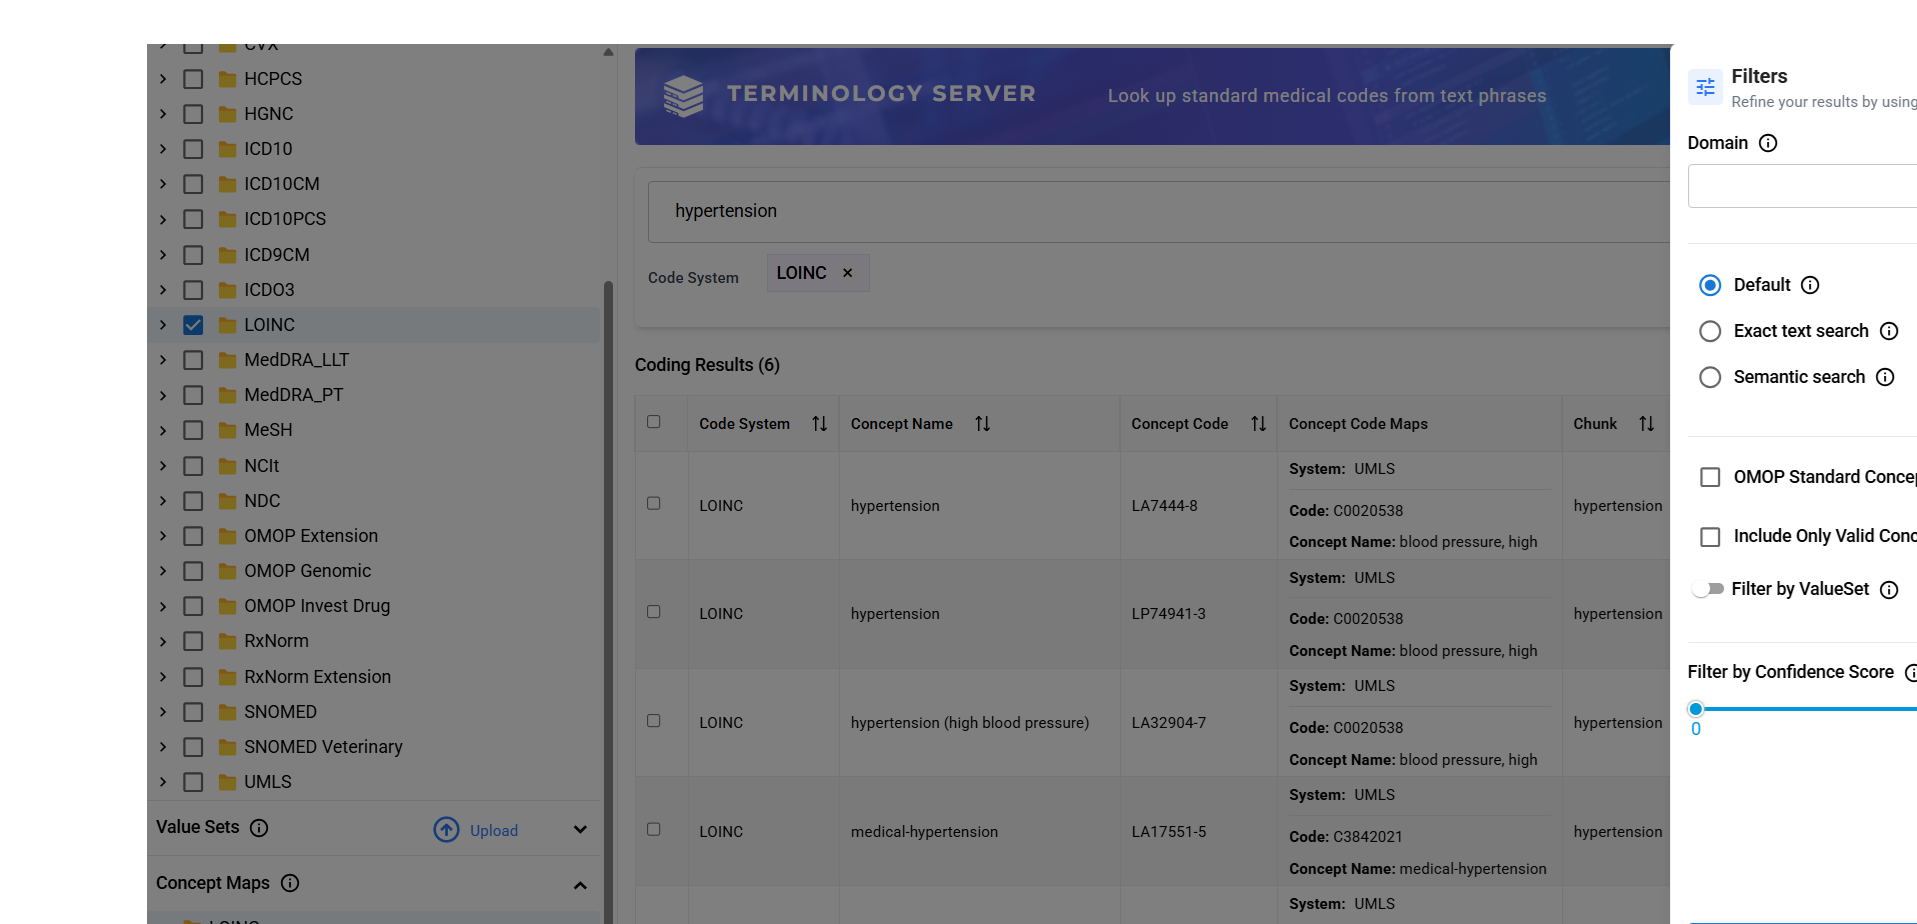 CVX
HCPCS
HGNC
ICD10
ICD10CM
ICD10PCS
ICD9CM
ICDO3
LOINC
MedDRA_LLT
MedDRA_PT
MeSH
NCIt
NDC
OMOP Extension
OMOP Genomic
OMOP Invest Drug
RxNorm
RxNorm Extension
SNOMED
SNOMED Veterinary
UMLS
Value Sets
Upload
Concept Maps
LOINC
TERMINOLOGY SERVER
Look up standard medical codes from text phrases
hypertension
Code System LOINC ×
Coding Results (6)
Code System Concept Name Concept Code Concept Code Maps Chunk
LOINC hypertension LA7444-8 System: UMLS hypertension
Code: C0020538
Concept Name: blood pressure, high
LOINC hypertension LP74941-3 System: UMLS hypertension
Code: C0020538
Concept Name: blood pressure, high
LOINC hypertension (high blood pressure) LA32904-7 System: UMLS hypertension
Code: C0020538
Concept Name: blood pressure, high
LOINC medical-hypertension LA17551-5 System: UMLS hypertension
Code: C3842021
Concept Name: medical-hypertension
System: UMLS
Filters
Refine your results by using
Domain
Default
Exact text search
Semantic search
OMOP Standard Concep
Include Only Valid Conc
Filter by ValueSet
Filter by Confidence Score
0